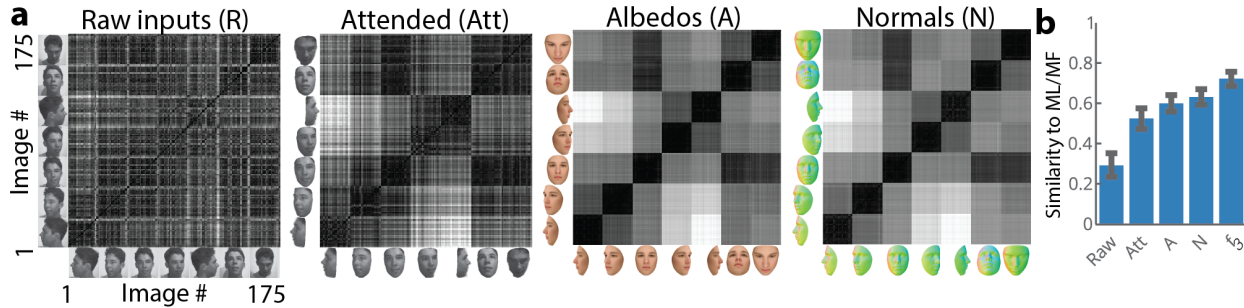 a
Raw inputs (R)
Attended (Att)
Albedos (A)
Normals (N)
Image #
175
1
1
Image #
175
b
Similarity to ML/MF
1
0.8
0.6
0.4
0.2
0
Raw
Att
A
N
f3